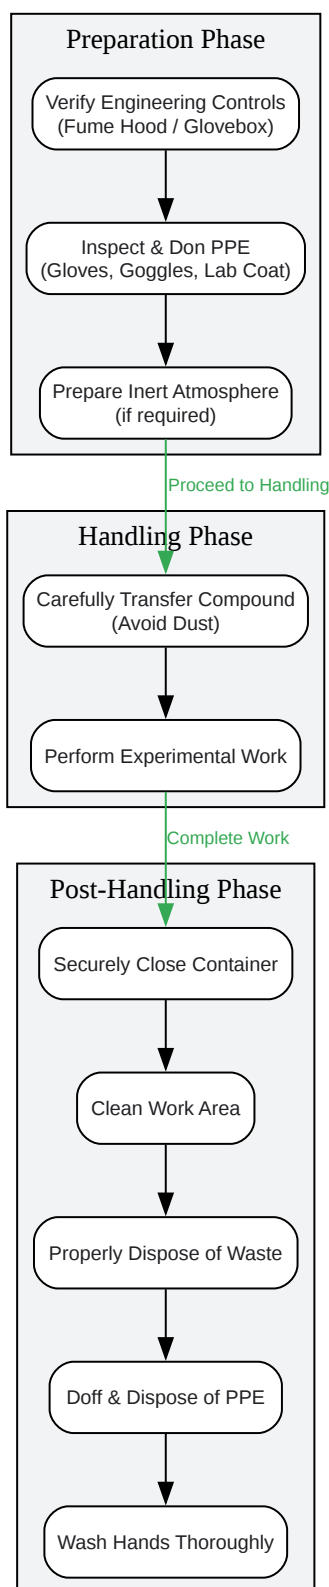 Preparation Phase
Verify Engineering Controls
(Fume Hood / Glovebox)
Inspect & Don PPE
(Gloves, Goggles, Lab Coat)
Prepare Inert Atmosphere
(if required)
Proceed to Handling
Handling Phase
Carefully Transfer Compound
(Avoid Dust)
Perform Experimental Work
Complete Work
Post-Handling Phase
Securely Close Container
Clean Work Area
Properly Dispose of Waste
Doff & Dispose of PPE
Wash Hands Thoroughly